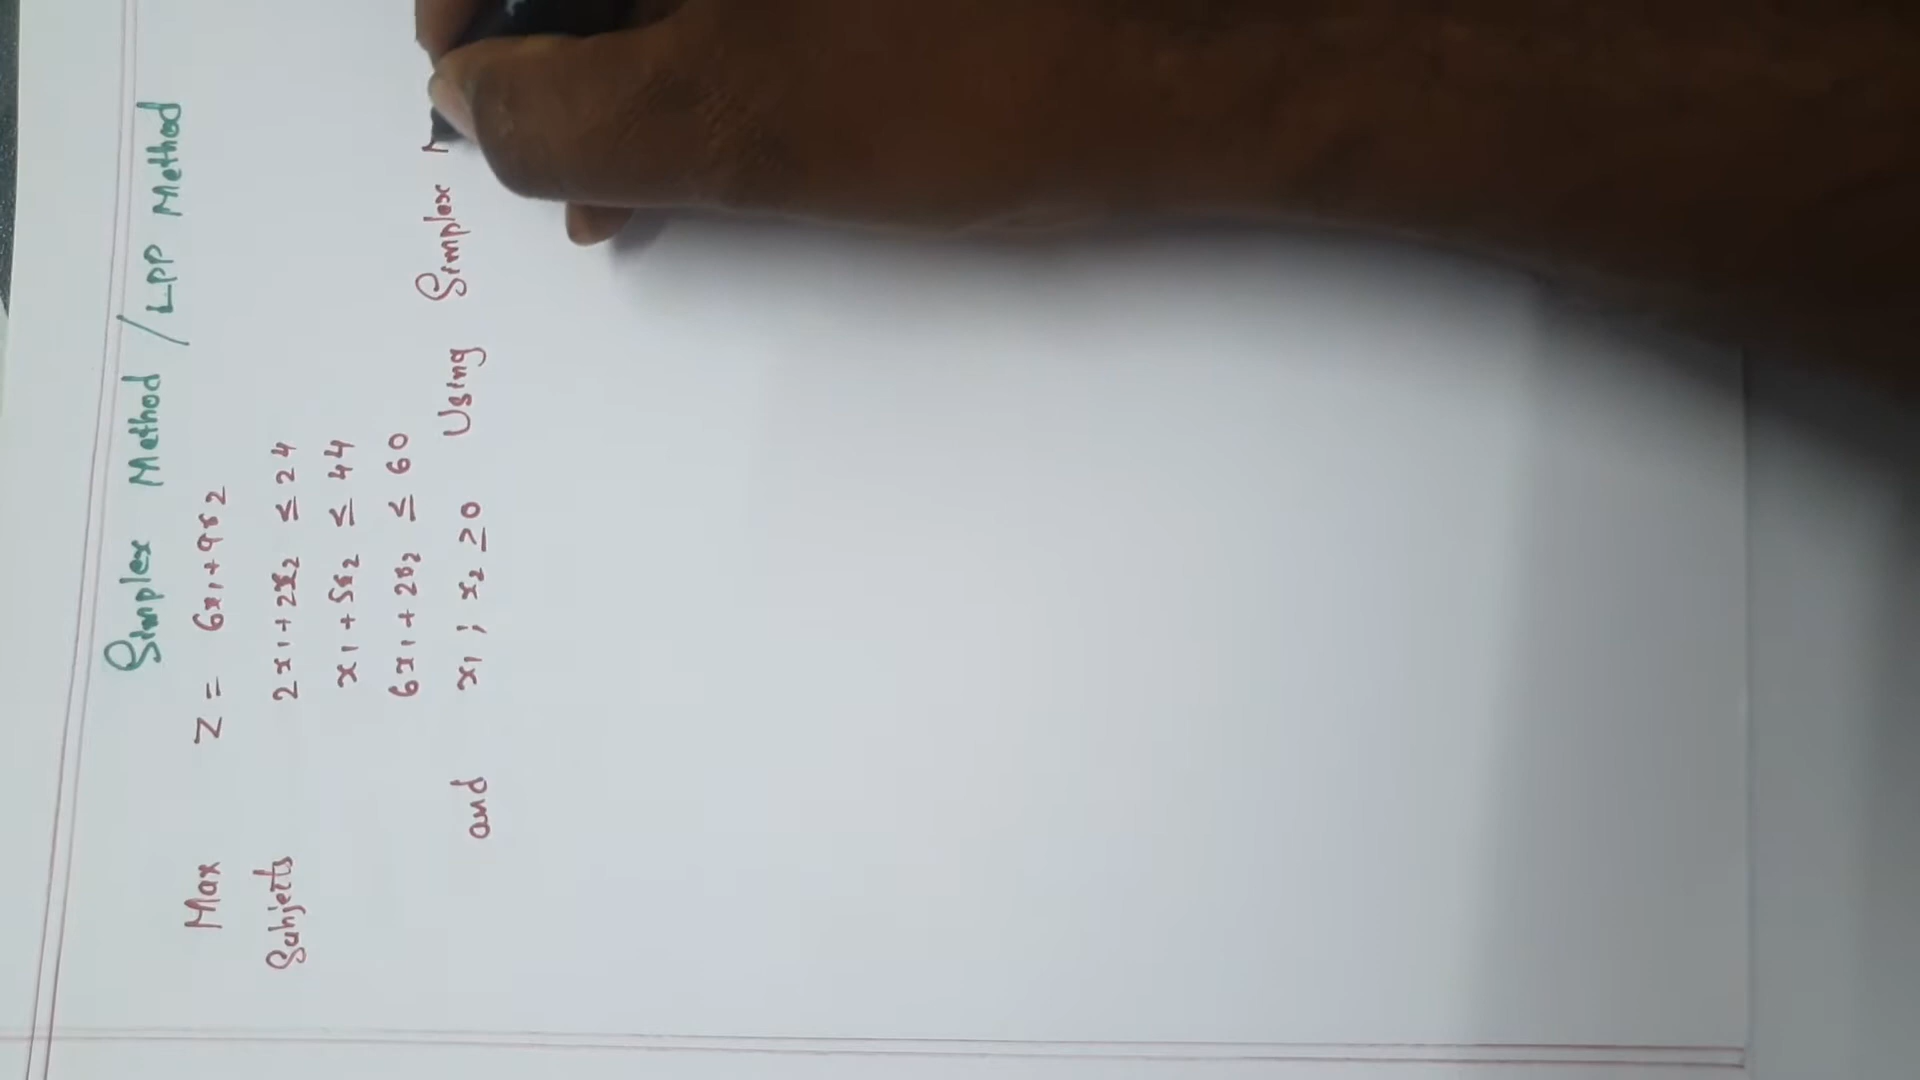 Simplex Method / LPP Method
Max Z = 6x1 + 9x2
Subjects 2x1 + 2x2 ≤ 24
x1 + 5x2 ≤ 44
6x1 + 2x2 ≤ 60
and x1 ; x2 ≥ 0 Using Simplex